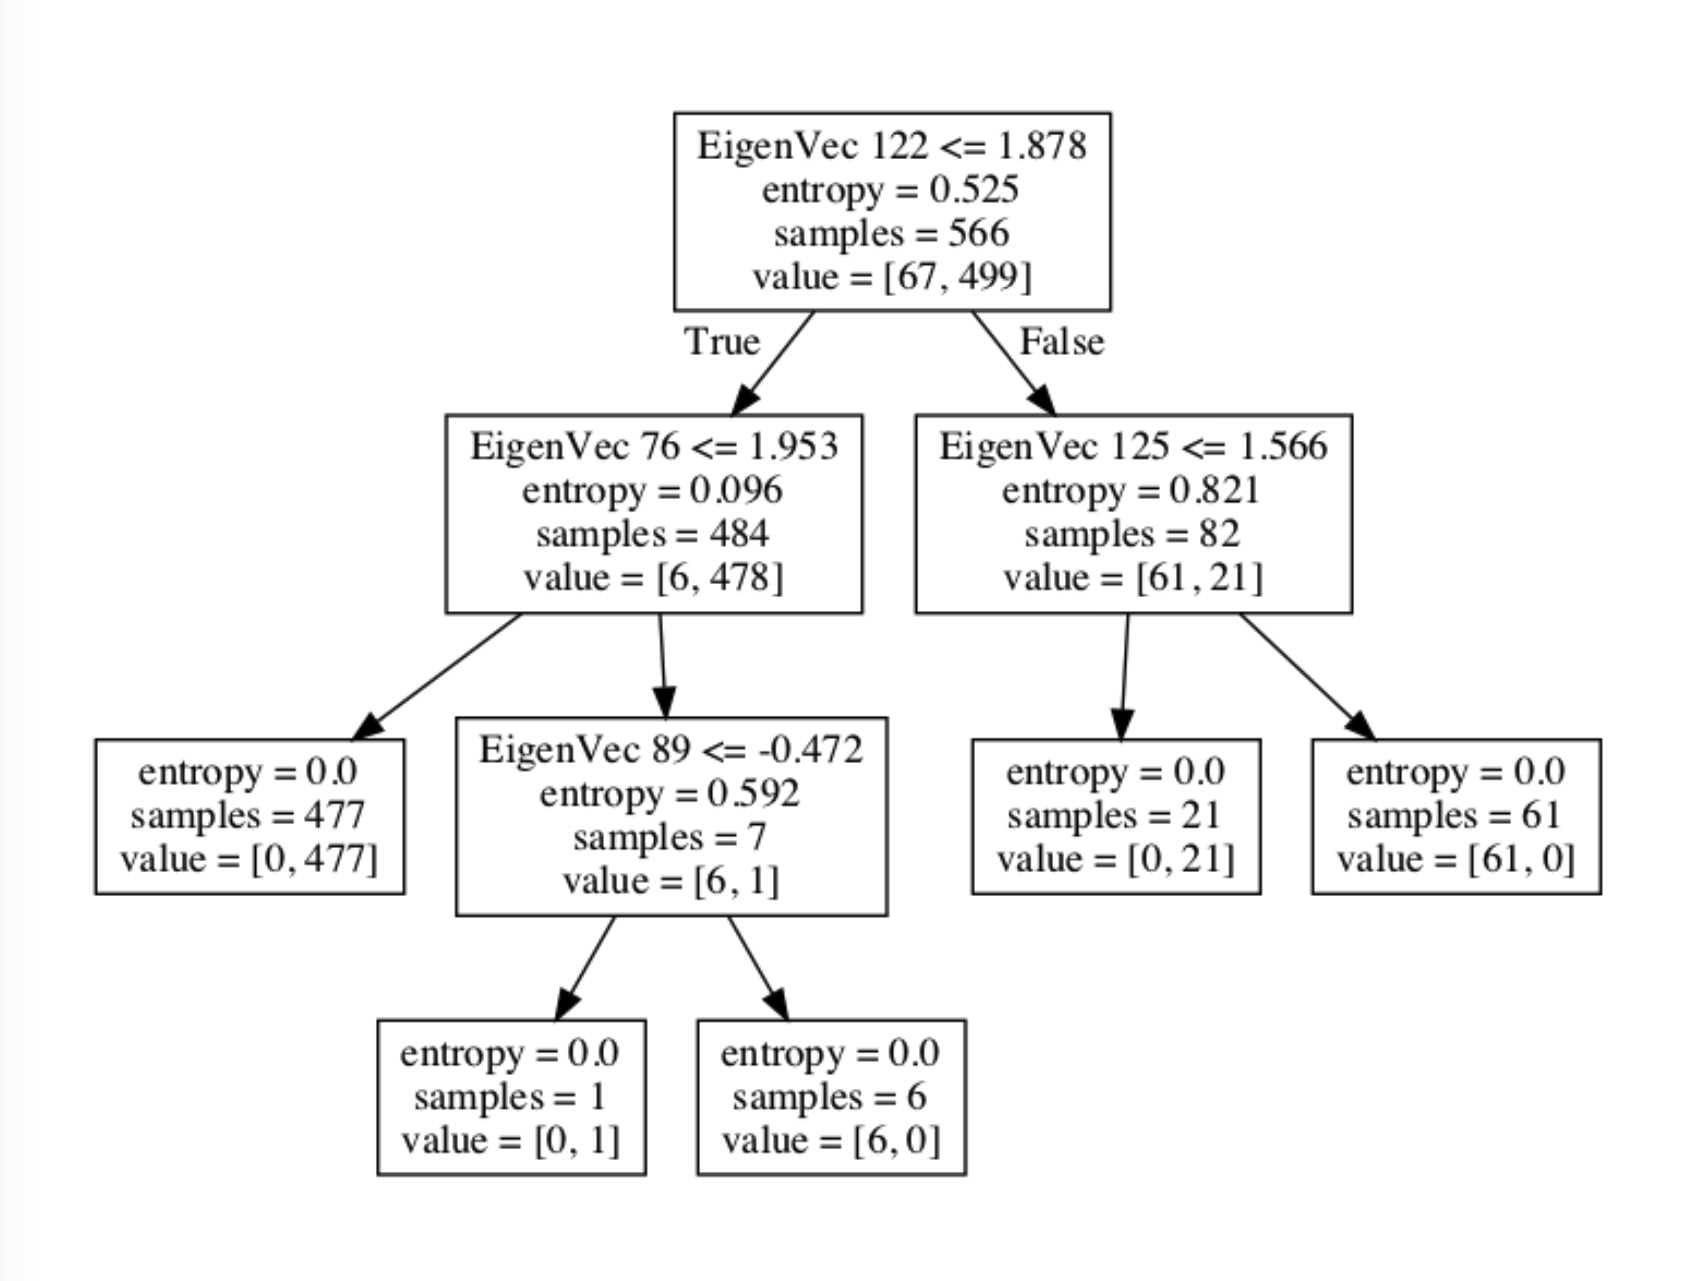 EigenVec 122 <= 1.878
entropy = 0.525
samples = 566
value = [67, 499]
True
False
EigenVec 76 <= 1.953
entropy = 0.096
samples = 484
value = [6, 478]
EigenVec 125 <= 1.566
entropy = 0.821
samples = 82
value = [61, 21]
entropy = 0.0
samples = 477
value = [0, 477]
EigenVec 89 <= -0.472
entropy = 0.592
samples = 7
value = [6, 1]
entropy = 0.0
samples = 21
value = [0, 21]
entropy = 0.0
samples = 61
value = [61, 0]
entropy = 0.0
samples = 1
value = [0, 1]
entropy = 0.0
samples = 6
value = [6, 0]